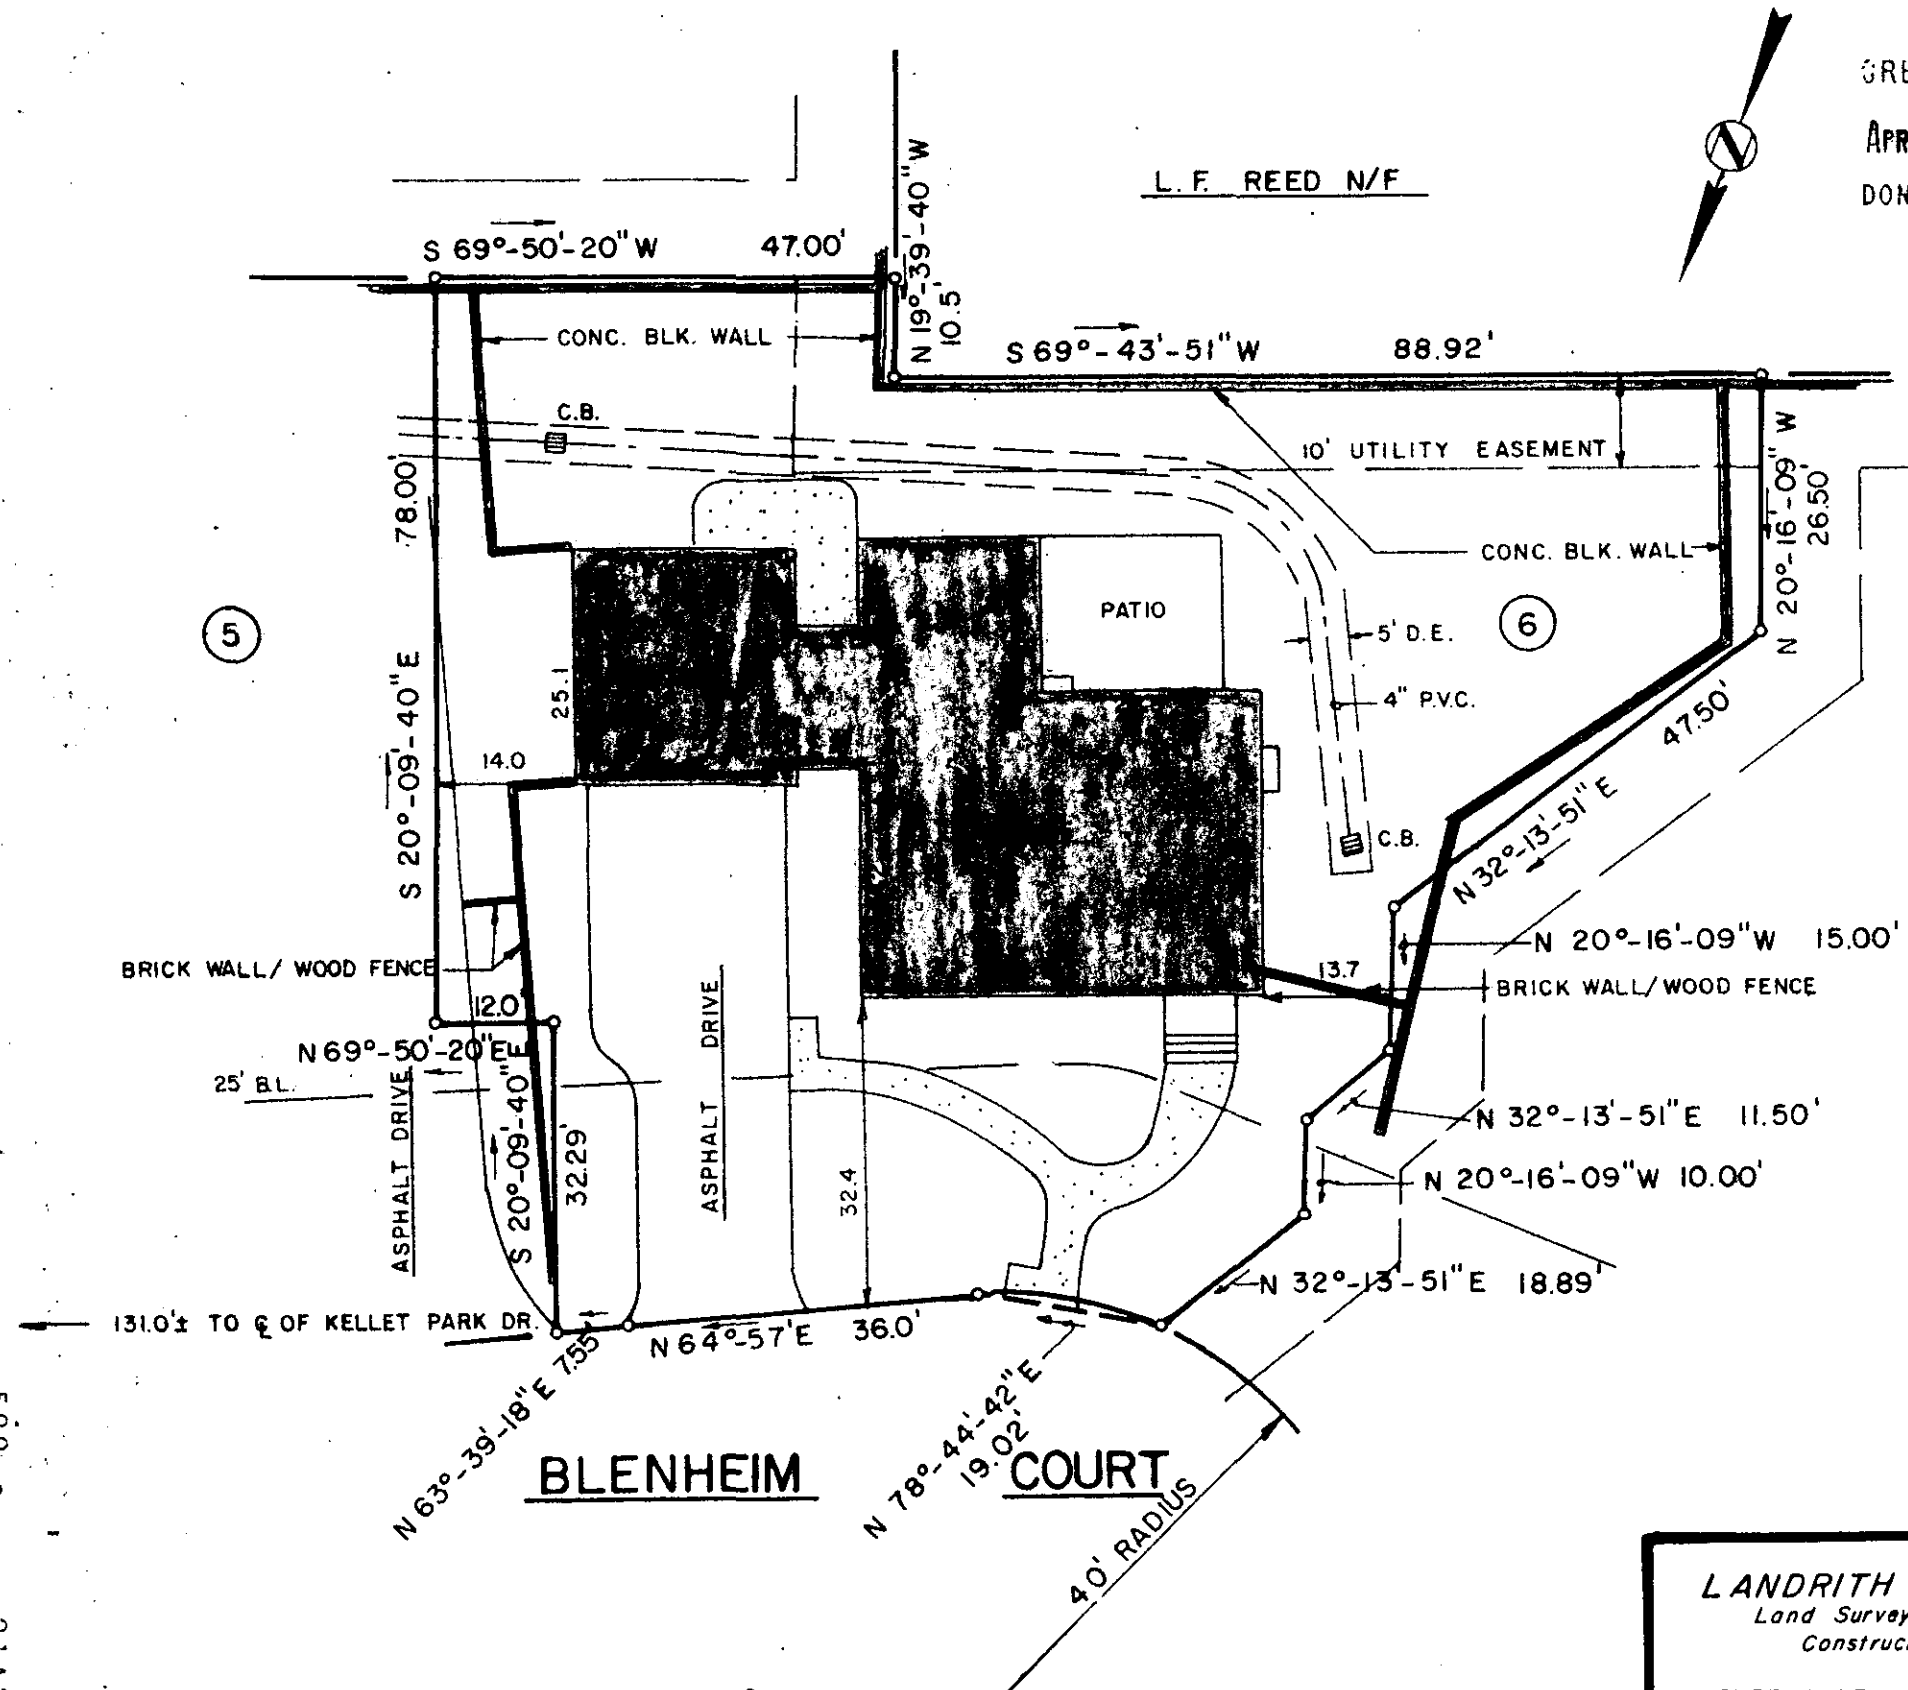 L. F. REED N/F
APR
DON
S 69°-50'-20" W 47.00'
N 19°-39'-40" W
10.5'
CONC. BLK. WALL
S 69°-43'-51" W 88.92'
C.B.
10' UTILITY EASEMENT
N 20°-16'-09" W
26.50'
78.00'
S 20°-09'-40" E
CONC. BLK. WALL
PATIO
5
6
5' D.E.
4" P.V.C.
25.1
14.0
47.50'
N 32°-13'-51" E
C.B.
N 20°-16'-09" W 15.00'
BRICK WALL/ WOOD FENCE
13.7
BRICK WALL/WOOD FENCE
12.0'
N 69°-50'-20" E
25' B.L.
ASPHALT DRIVE
S 20°-09'-40" E
32.29'
ASPHALT DRIVE
32.4
N 32°-13'-51" E 11.50'
N 20°-16'-09" W 10.00'
N 32°-13'-51" E 18.89'
131.0'± TO ℄ OF KELLET PARK DR.
N 63°-39'-18" E 7.55'
N 64°-57' E 36.0'
N 78°-44'-42" E
19.02'
BLENHEIM COURT
40' RADIUS
LANDRITH
Land Survey
Construc